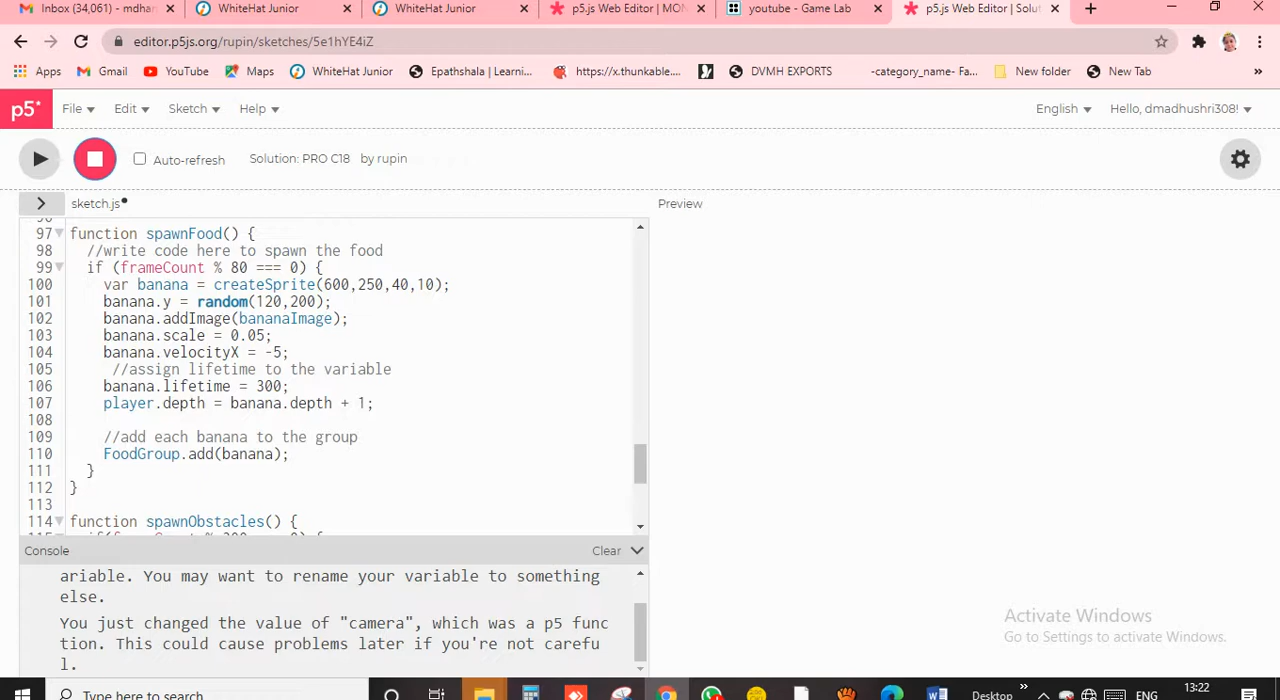 Inbox (34,061) - mdhar
WhiteHat Junior
WhiteHat Junior
p5.js Web Editor | MON
youtube - Game Lab
p5.js Web Editor | Solut
editor.p5js.org/rupin/sketches/5e1hYE4iZ
Apps
Gmail
YouTube
Maps
WhiteHat Junior
Epathshala | Learni...
https://x.thunkable....
DVMH EXPORTS
-category_name- Fa...
New folder
New Tab
p5*
File
Edit
Sketch
Help
English
Hello, dmadhushri308!
Auto-refresh
Solution: PRO C18 by rupin
sketch.js
Preview
97 function spawnFood() {
98 //write code here to spawn the food
99 if (frameCount % 80 === 0) {
100 var banana = createSprite(600,250,40,10);
101 banana.y = random(120,200);
102 banana.addImage(bananaImage);
103 banana.scale = 0.05;
104 banana.velocityX = -5;
105 //assign lifetime to the variable
106 banana.lifetime = 300;
107 player.depth = banana.depth + 1;
108
109 //add each banana to the group
110 FoodGroup.add(banana);
111 }
112 }
113
114 function spawnObstacles() {
Console
Clear
ariable. You may want to rename your variable to something
else.
You just changed the value of "camera", which was a p5 func
tion. This could cause problems later if you're not carefu
l.
Activate Windows
Go to Settings to activate Windows.
Type here to search
Desktop
ENG
13:22